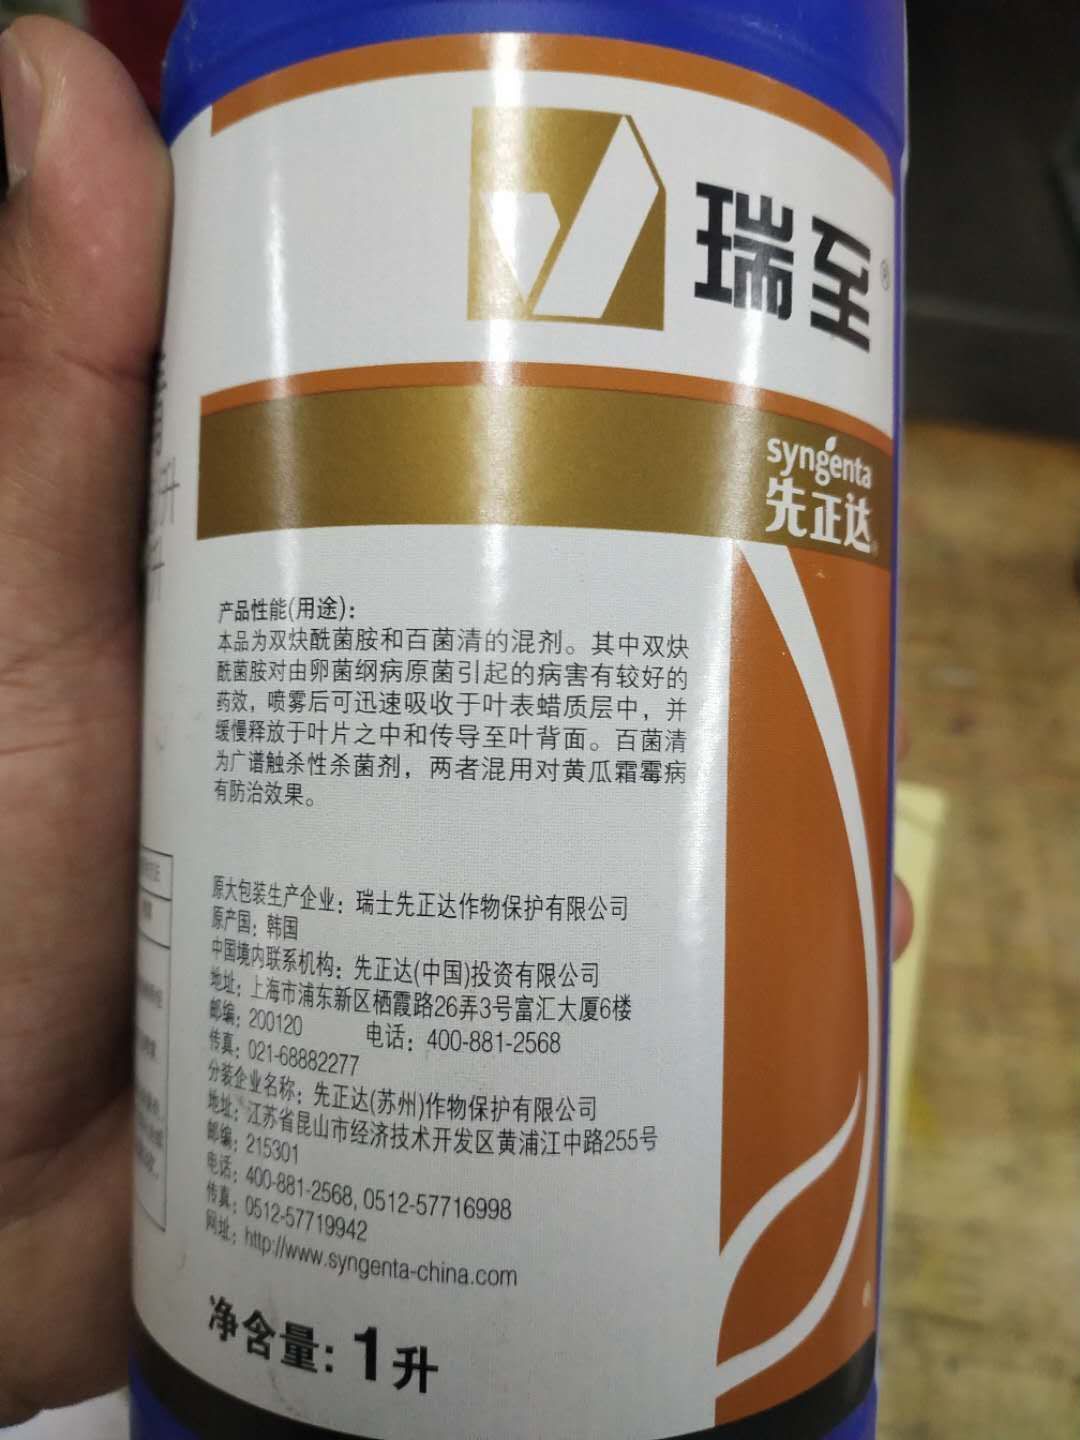 瑞至®
syngenta
先正达
产品性能(用途):
本品为双炔酰菌胺和百菌清的混剂。其中双炔
酰菌胺对由卵菌纲病原菌引起的病害有较好的
药效，喷雾后可迅速吸收于叶表蜡质层中，并
缓慢释放于叶片之中和传导至叶背面。百菌清
为广谱触杀性杀菌剂，两者混用对黄瓜霜霉病
有防治效果。
原大包装生产企业：瑞士先正达作物保护有限公司
原产国：韩国
中国境内联系机构：先正达(中国)投资有限公司
地址：上海市浦东新区栖霞路26弄3号富汇大厦6楼
邮编：200120 电话：400-881-2568
传真：021-68882277
分装企业名称：先正达(苏州)作物保护有限公司
地址：江苏省昆山市经济技术开发区黄浦江中路255号
邮编：215301
电话：400-881-2568, 0512-57716998
传真：0512-57719942
网址：http://www.syngenta-china.com
净含量：1升